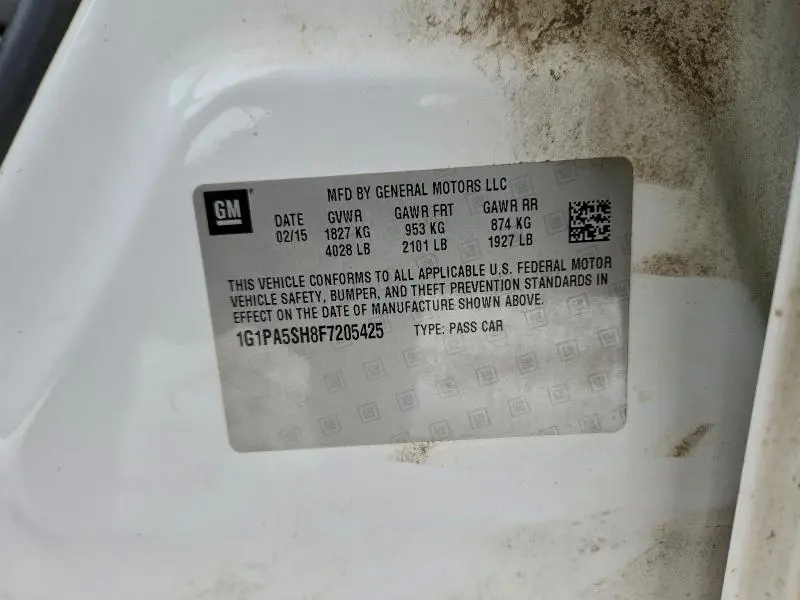 GM
MFD BY GENERAL MOTORS LLC
DATE GVWR GAWR FRT GAWR RR
02/15 1827 KG 953 KG 874 KG
4028 LB 2101 LB 1927 LB
THIS VEHICLE CONFORMS TO ALL APPLICABLE U.S. FEDERAL MOTOR
VEHICLE SAFETY, BUMPER, AND THEFT PREVENTION STANDARDS IN
EFFECT ON THE DATE OF MANUFACTURE SHOWN ABOVE.
1G1PA5SH8F7205425 TYPE: PASS CAR